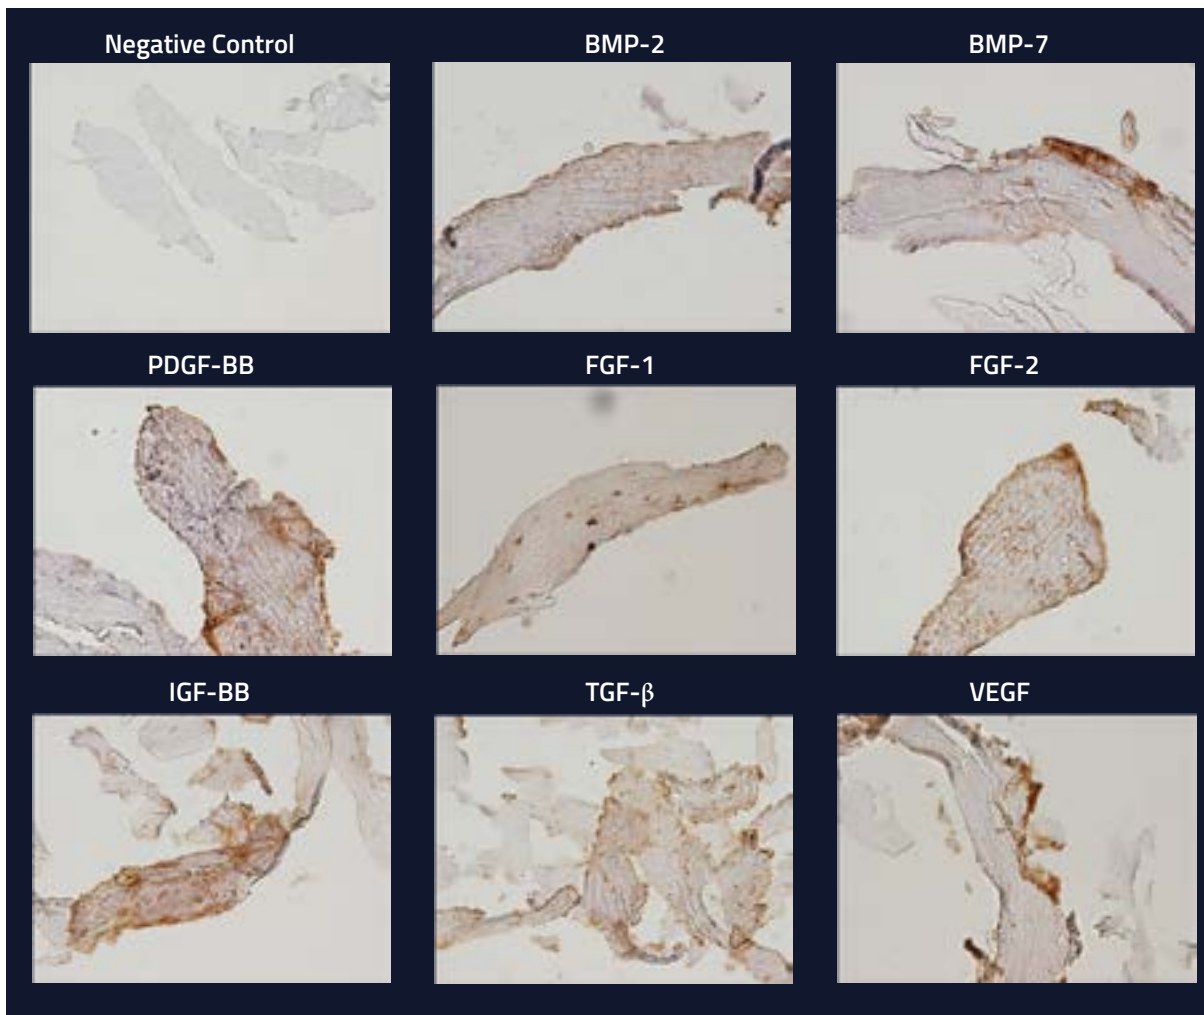 Negative Control
BMP-2
BMP-7
PDGF-BB
FGF-1
FGF-2
IGF-BB
TGF-β
VEGF